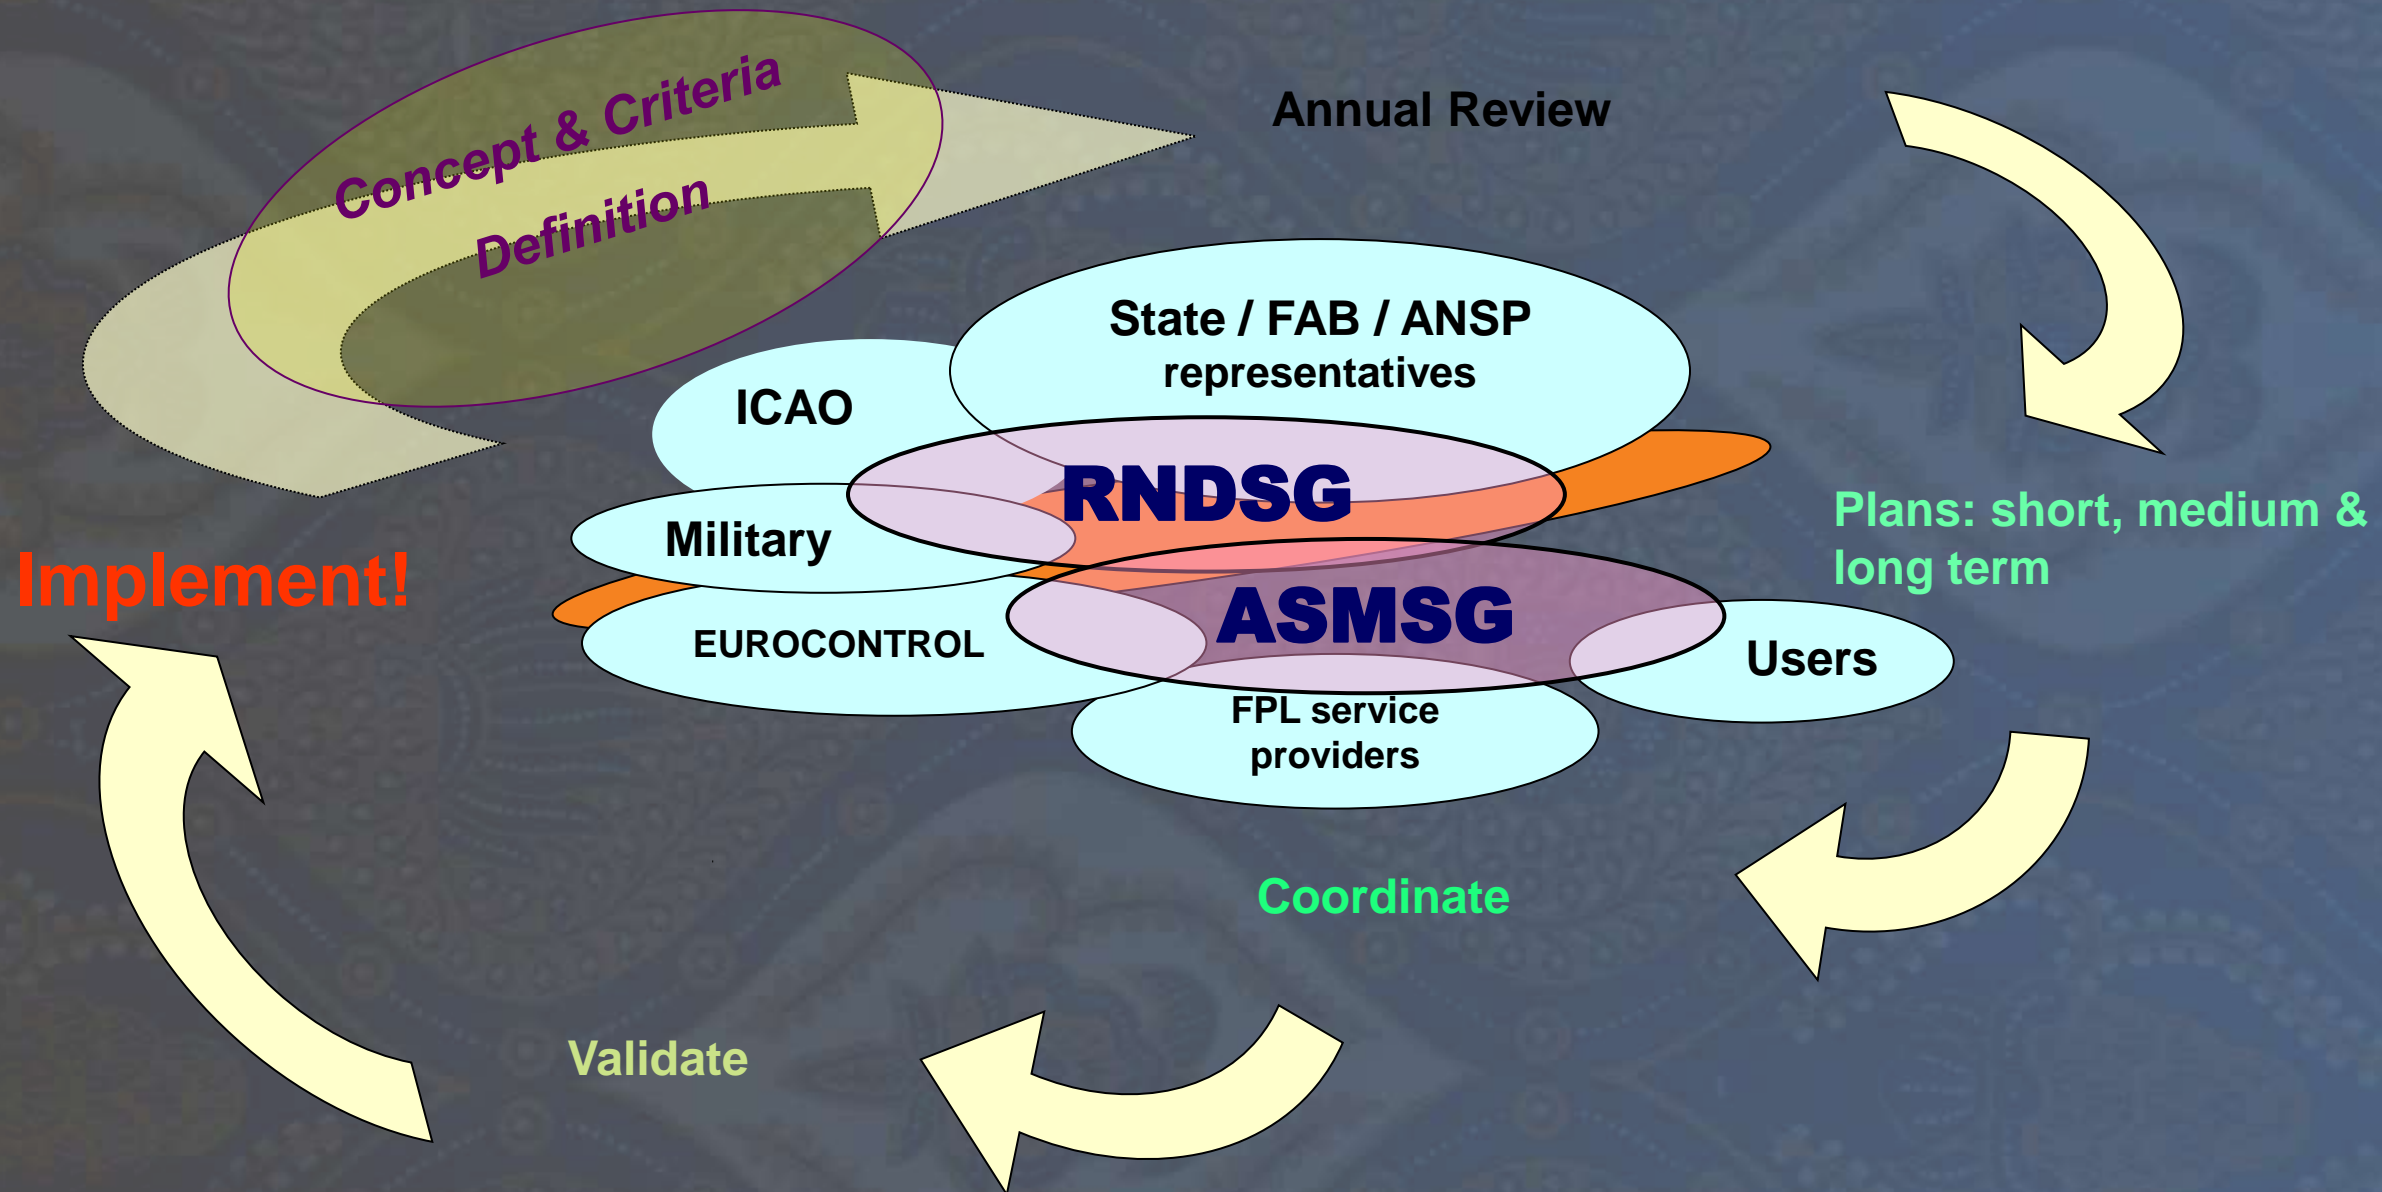 Concept & Criteria
Definition
Annual Review
State / FAB / ANSP
representatives
ICAO
RNDSG
Military
Plans: short, medium &
long term
Implement!
ASMSG
EUROCONTROL
Users
FPL service
providers
Coordinate
Validate